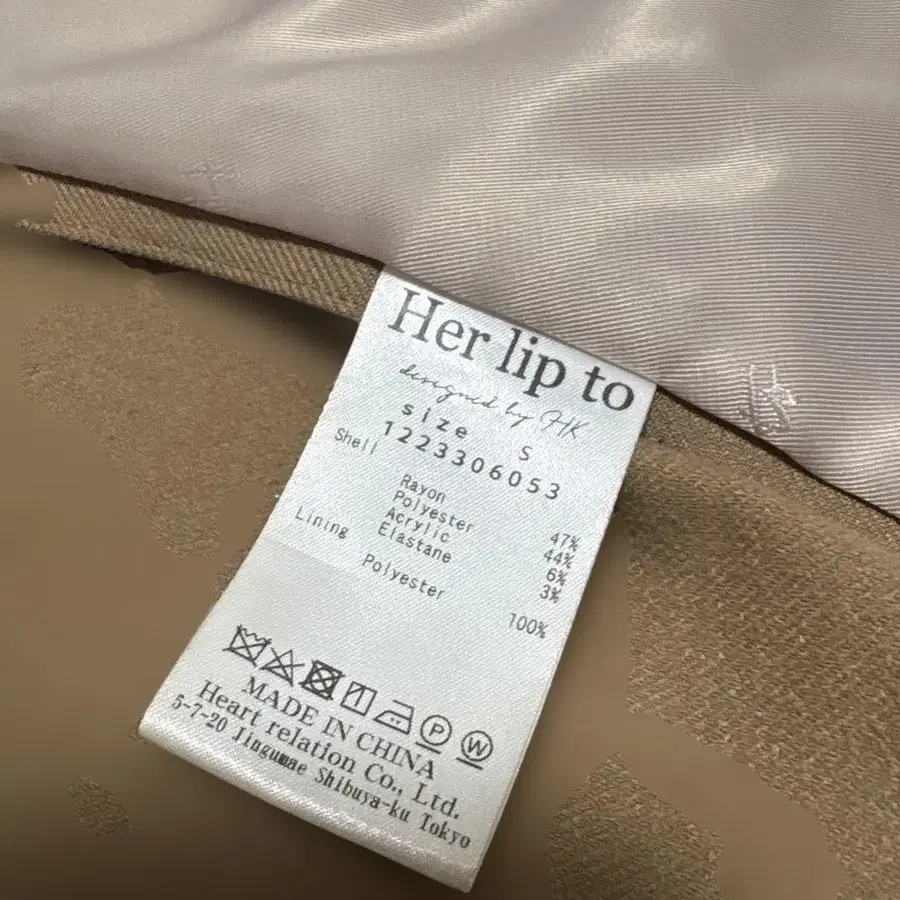 Her lip to
designed by HK
size S
1223306053
Shell
Rayon 47%
Polyester 44%
Acrylic 6%
Elastane 3%
Lining
Polyester 100%
P W
MADE IN CHINA
Heart relation Co., Ltd.
5-7-20 Jingumae Shibuya-ku Tokyo